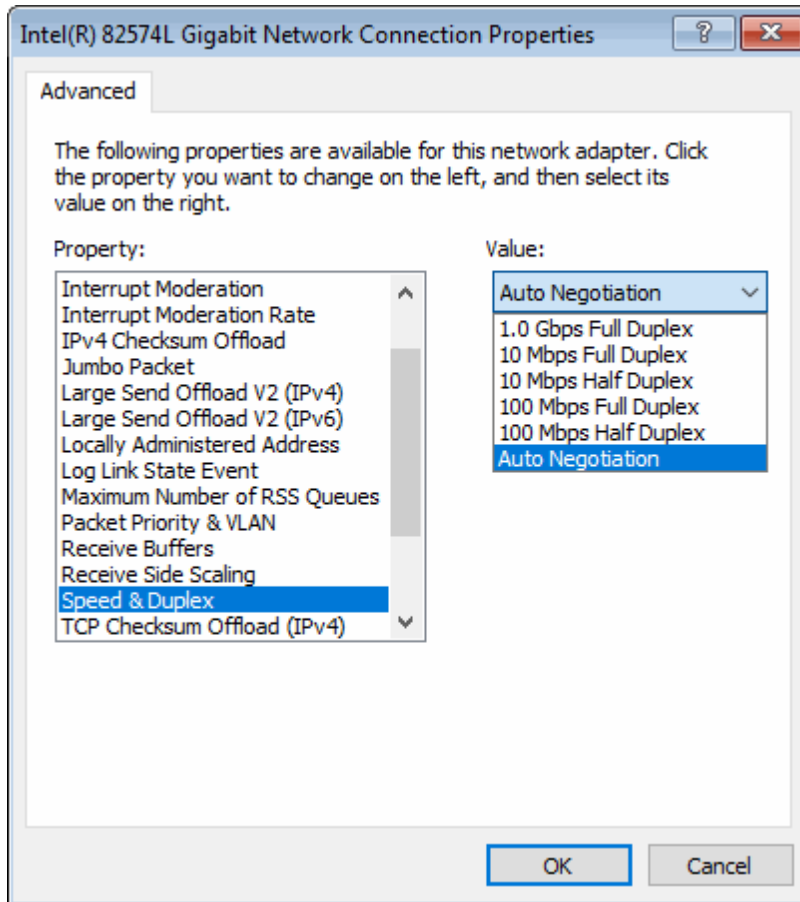 Intel(R) 82574L Gigabit Network Connection Properties
Advanced
The following properties are available for this network adapter. Click
the property you want to change on the left, and then select its
value on the right.
Property:
Interrupt Moderation
Interrupt Moderation Rate
IPv4 Checksum Offload
Jumbo Packet
Large Send Offload V2 (IPv4)
Large Send Offload V2 (IPv6)
Locally Administered Address
Log Link State Event
Maximum Number of RSS Queues
Packet Priority & VLAN
Receive Buffers
Receive Side Scaling
Speed & Duplex
TCP Checksum Offload (IPv4)
Value:
Auto Negotiation
1.0 Gbps Full Duplex
10 Mbps Full Duplex
10 Mbps Half Duplex
100 Mbps Full Duplex
100 Mbps Half Duplex
Auto Negotiation
OK
Cancel